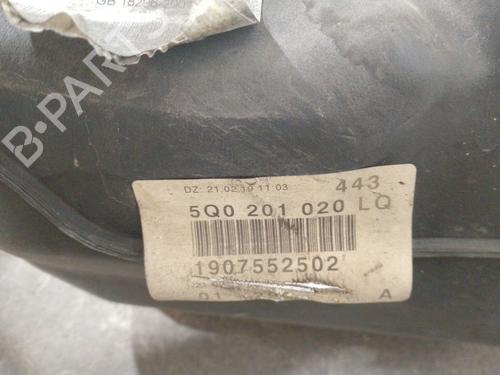 GB 18296-200
B-PARTS
DZ: 21.02.19 11:03 443
5Q0 201 020 LQ
1907552502
A